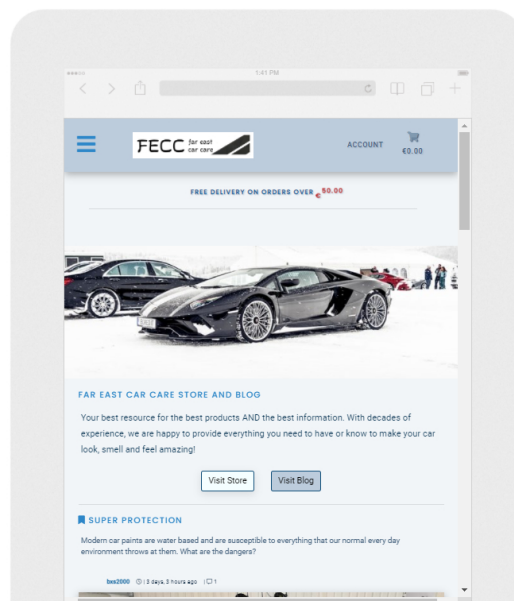 1:41 PM
FECC far east
car care
ACCOUNT
€0.00
FREE DELIVERY ON ORDERS OVER €50.00
FAR EAST CAR CARE STORE AND BLOG
Your best resource for the best products AND the best information. With decades of
experience, we are happy to provide everything you need to have or know to make your car
look, smell and feel amazing!
Visit Store Visit Blog
SUPER PROTECTION
Modern car paints are water based and are susceptible to everything that our normal every day
environment throws at them. What are the dangers?
bxs2000 | 3 days, 3 hours ago | 1